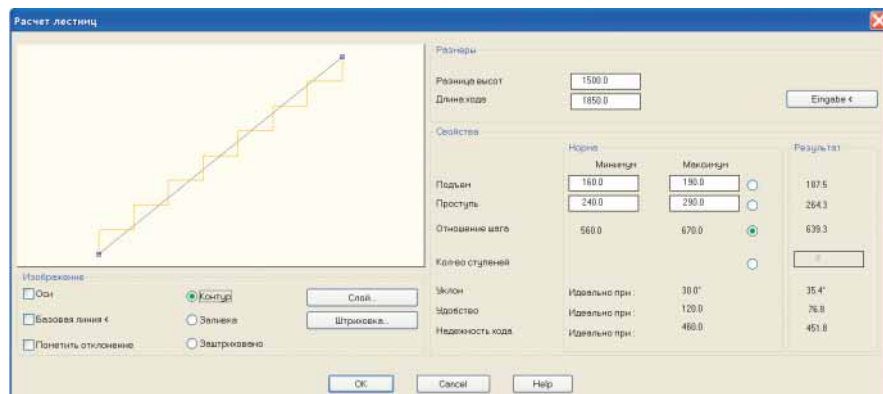 Расчет лестниц
Размеры
Разница высот 1500.0
Длина хода 1850.0
Eingabe <
Свойства
Норма
Результат
Минимум Максимум
Подъем 160.0 190.0 187.5
Проступь 240.0 290.0 264.3
Отношение шага 560.0 670.0 639.3
Кол-во ступеней 8
Уклон Идеально при : 30.0° 35.4°
Удобство Идеально при : 120.0 76.8
Надежность хода Идеально при : 460.0 451.8
Изображение
Оси Контур Слой...
Базовая линия < Заливка Штриховка...
Пометить отклонение Заштриховано
OK Cancel Help